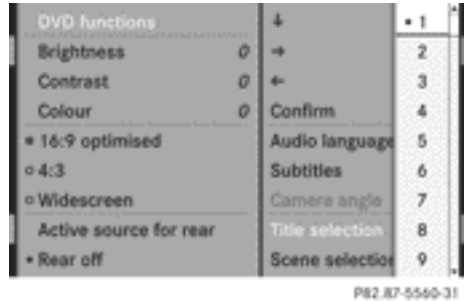 DVD functions
Brightness 0
Contrast 0
Colour 0
16:9 optimised
4:3
Widescreen
Active source for rear
Rear off
Confirm
Audio language
Subtitles
Camera angle
Title selection
Scene selection
1
2
3
4
5
6
7
8
9
P82.87-5560-31